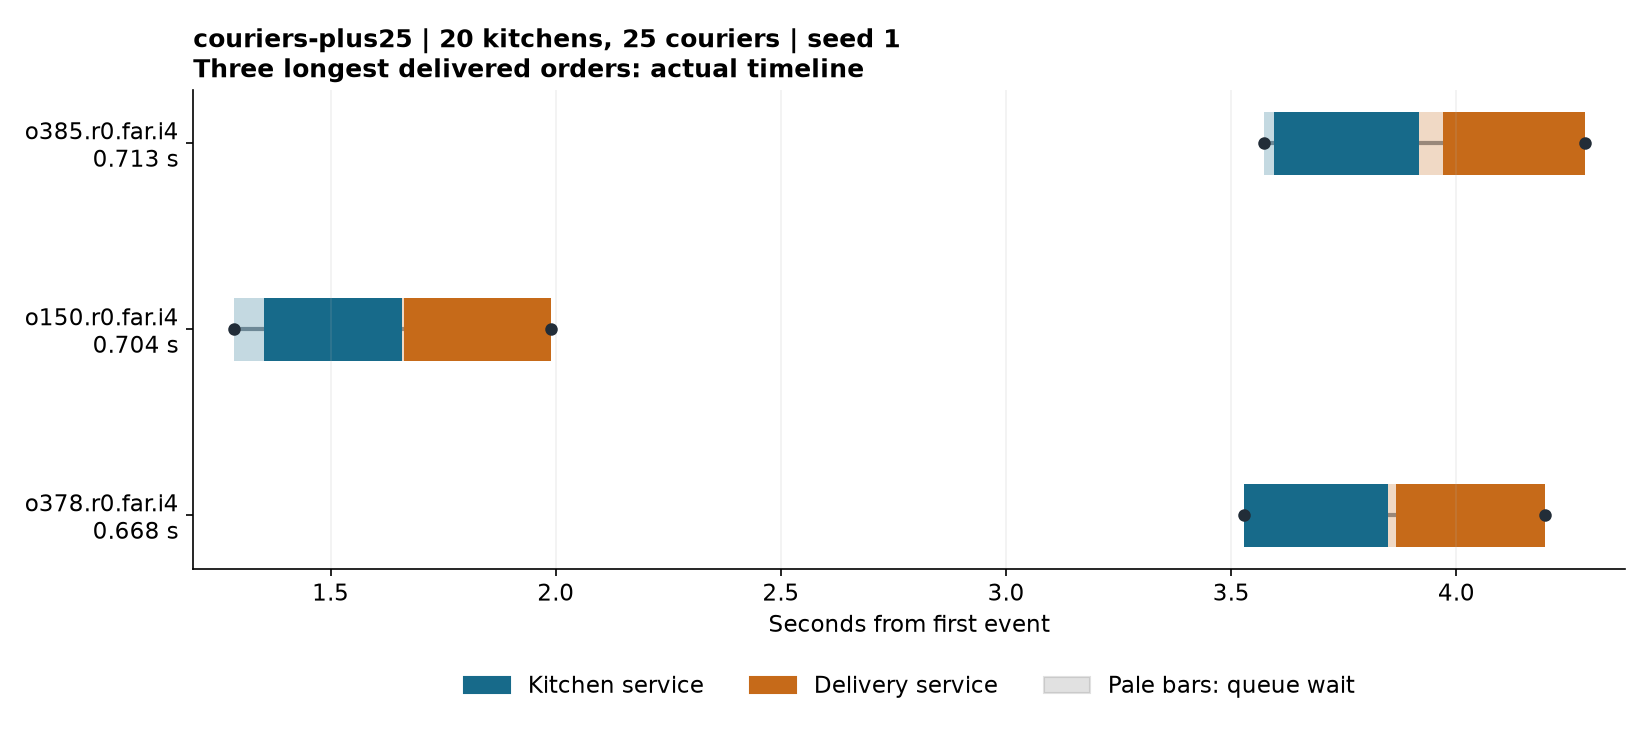 couriers-plus25 | 20 kitchens, 25 couriers | seed 1
Three longest delivered orders: actual timeline
o385.r0.far.i4
0.713 s
o150.r0.far.i4
0.704 s
o378.r0.far.i4
0.668 s
1.5 2.0 2.5 3.0 3.5 4.0
Seconds from first event
Kitchen service Delivery service Pale bars: queue wait